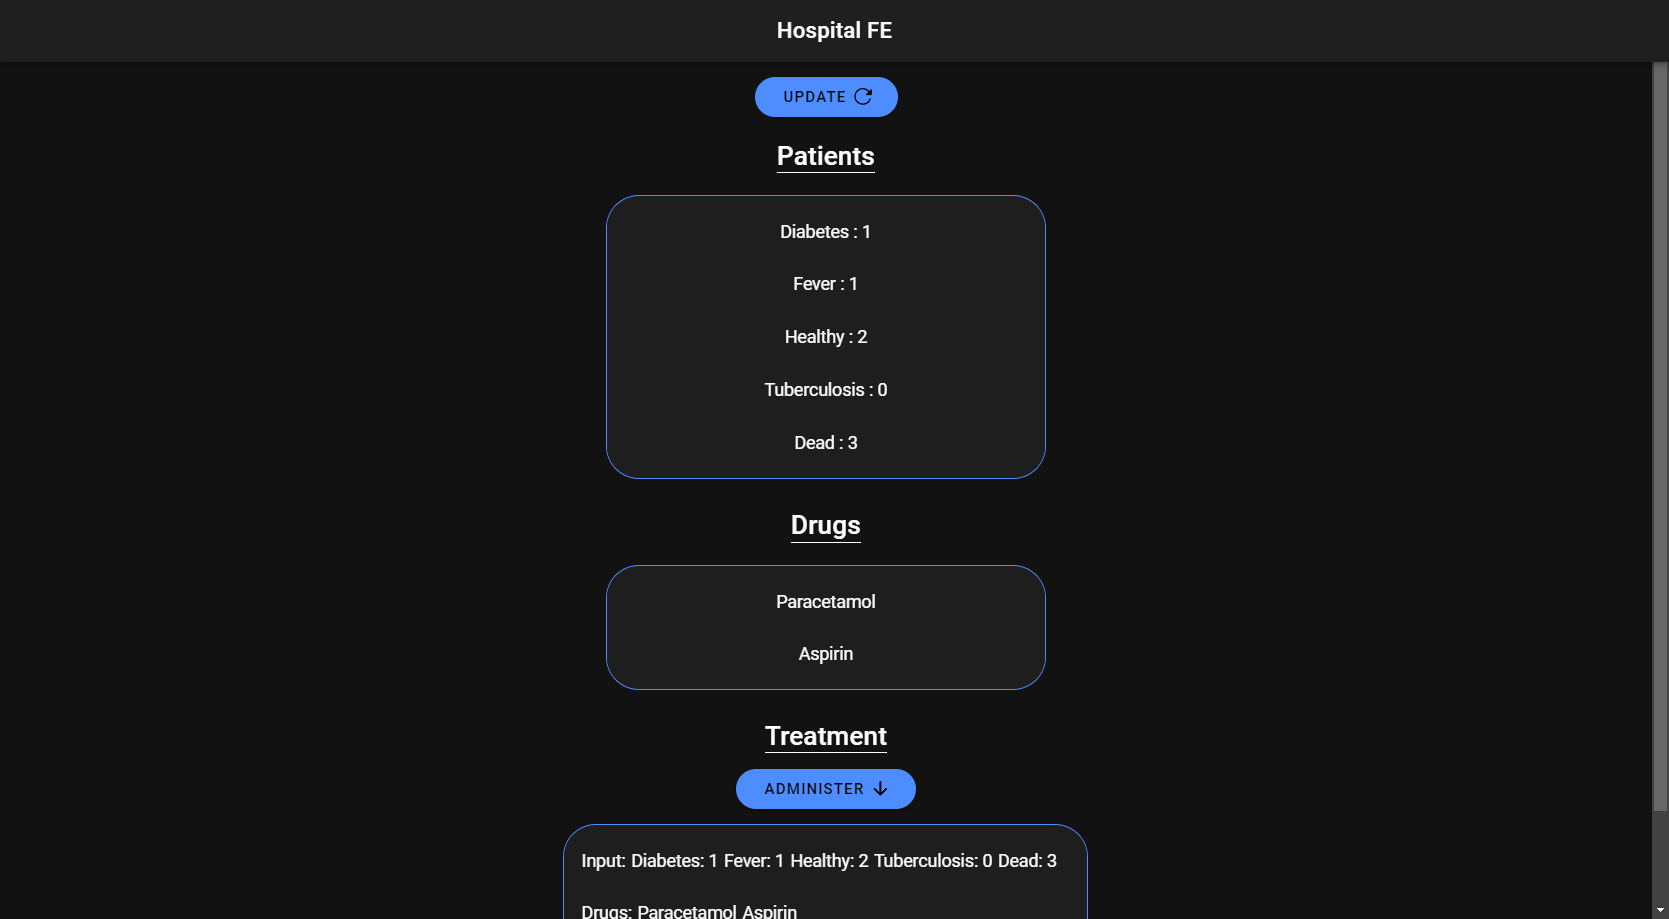 Hospital FE
UPDATE
Patients
Diabetes : 1
Fever : 1
Healthy : 2
Tuberculosis : 0
Dead : 3
Drugs
Paracetamol
Aspirin
Treatment
ADMINISTER
Input: Diabetes: 1 Fever: 1 Healthy: 2 Tuberculosis: 0 Dead: 3
Drugs: Paracetamol Aspirin